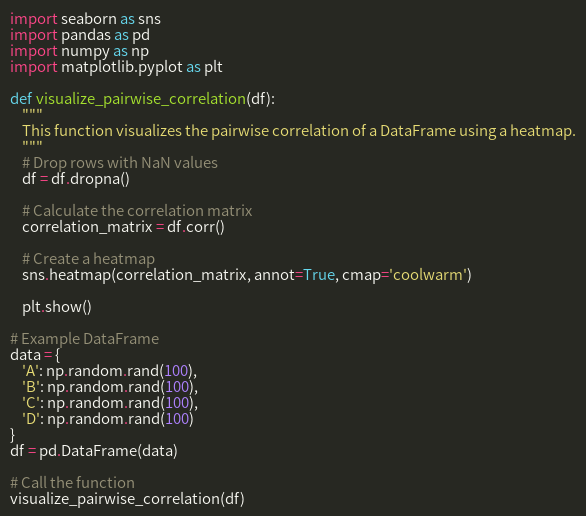 import seaborn as sns
import pandas as pd
import numpy as np
import matplotlib.pyplot as plt

def visualize_pairwise_correlation(df):
    """
    This function visualizes the pairwise correlation of a DataFrame using a heatmap.
    """
    # Drop rows with NaN values
    df = df.dropna()

    # Calculate the correlation matrix
    correlation_matrix = df.corr()

    # Create a heatmap
    sns.heatmap(correlation_matrix, annot=True, cmap='coolwarm')

    plt.show()

# Example DataFrame
data = {
    'A': np.random.rand(100),
    'B': np.random.rand(100),
    'C': np.random.rand(100),
    'D': np.random.rand(100)
}
df = pd.DataFrame(data)

# Call the function
visualize_pairwise_correlation(df)